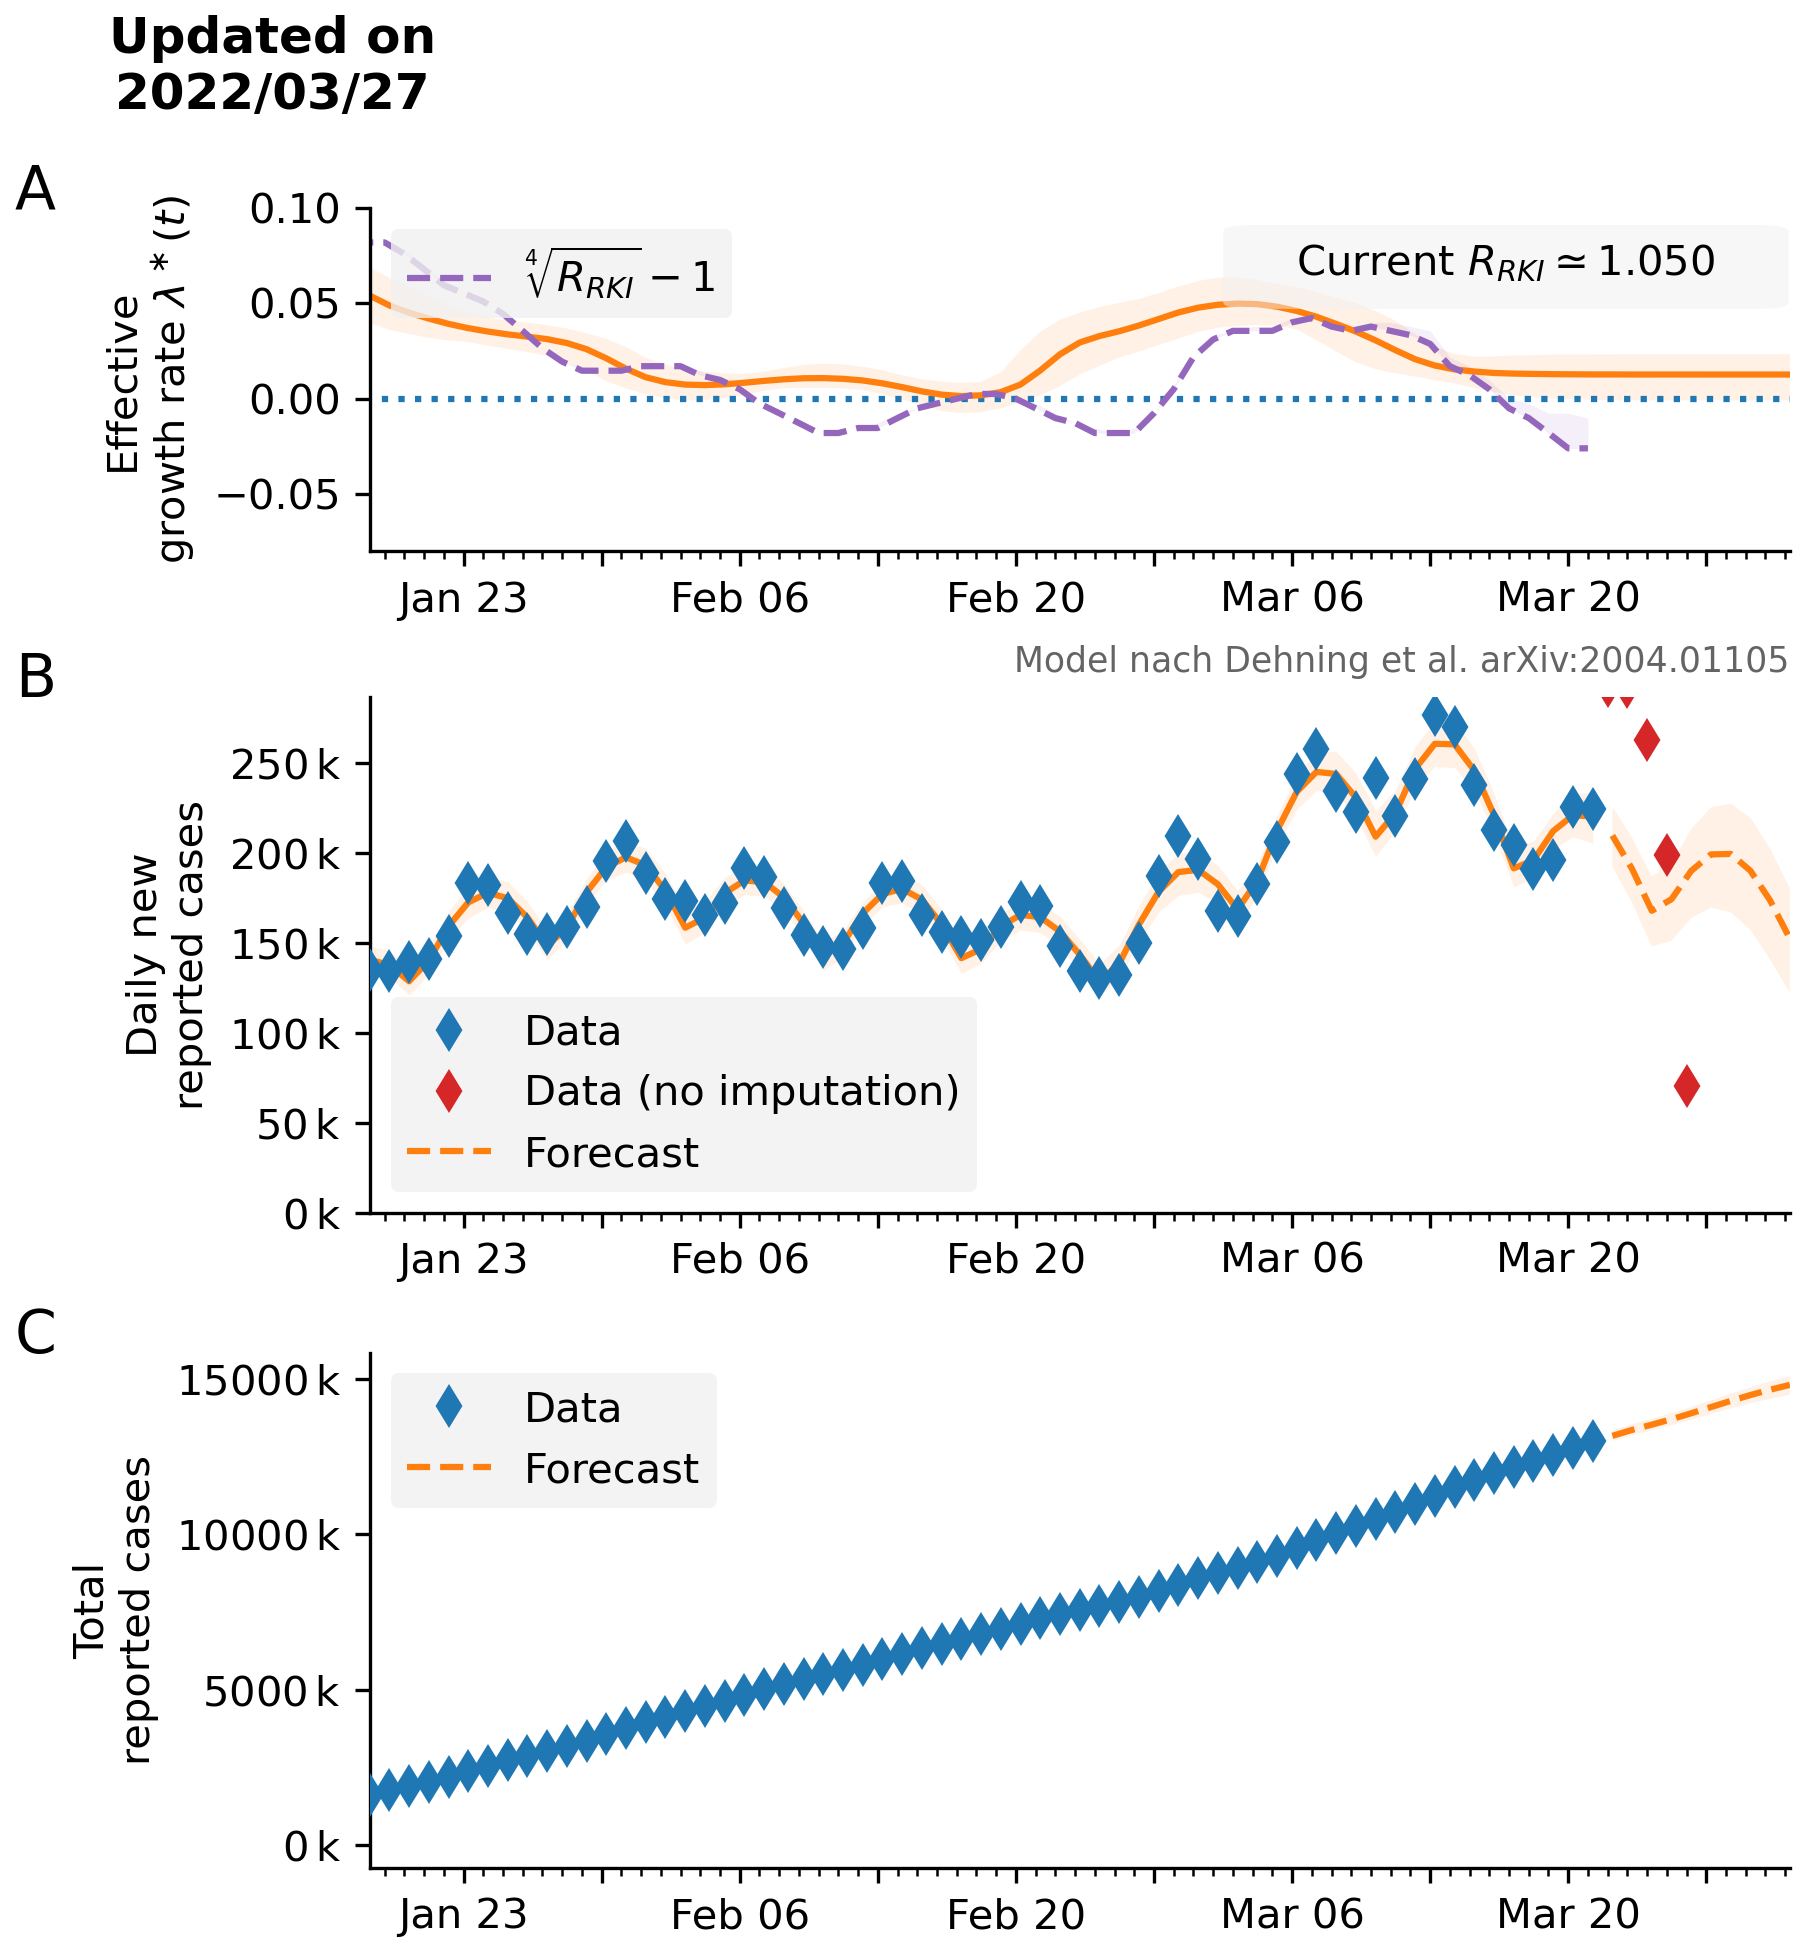 Updated on
2022/03/27
A
Effective
growth rate λ * (t)
0.10
0.05
0.00
−0.05
∜R_RKI − 1
Current R_RKI ≃ 1.050
Jan 23 Feb 06 Feb 20 Mar 06 Mar 20
Model nach Dehning et al. arXiv:2004.01105
B
Daily new
reported cases
250 k
200 k
150 k
100 k
50 k
0 k
Data
Data (no imputation)
Forecast
Jan 23 Feb 06 Feb 20 Mar 06 Mar 20
C
Total
reported cases
15000 k
10000 k
5000 k
0 k
Data
Forecast
Jan 23 Feb 06 Feb 20 Mar 06 Mar 20